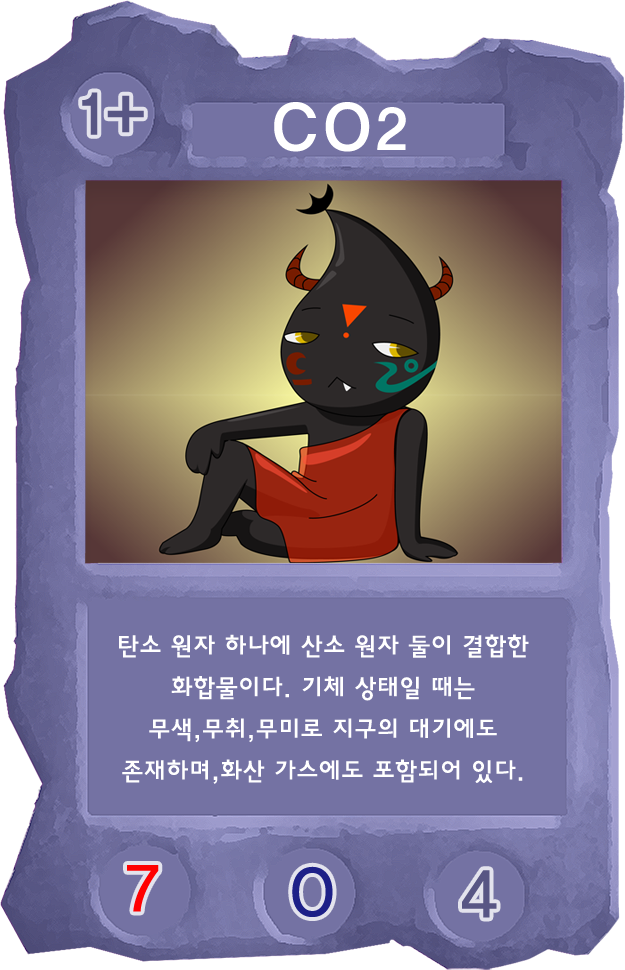 1+
CO2
탄소 원자 하나에 산소 원자 둘이 결합한
화합물이다. 기체 상태일 때는
무색,무취,무미로 지구의 대기에도
존재하며,화산 가스에도 포함되어 있다.
7 0 4